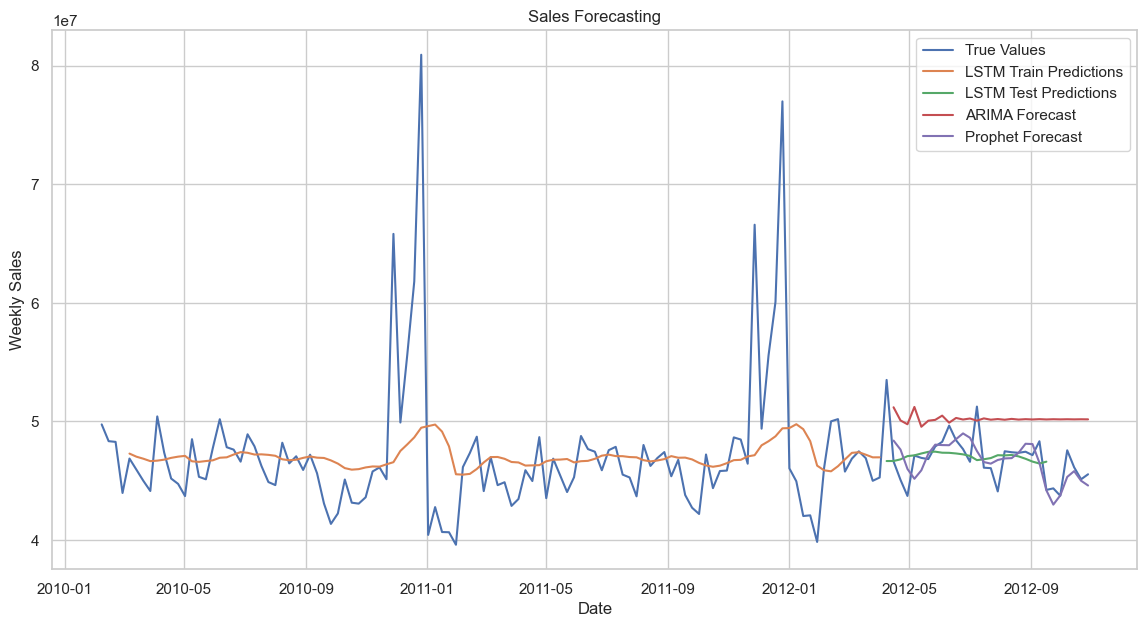 Sales Forecasting
1e7
True Values
LSTM Train Predictions
LSTM Test Predictions
ARIMA Forecast
Prophet Forecast
8
7
6
5
4
Weekly Sales
2010-01 2010-05 2010-09 2011-01 2011-05 2011-09 2012-01 2012-05 2012-09
Date